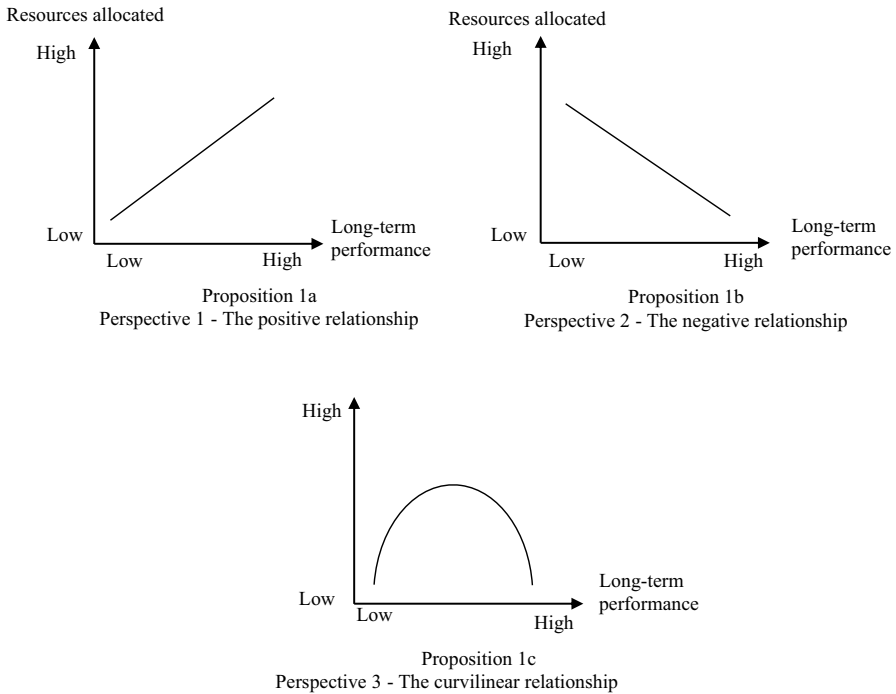 Resources allocated
High
Low
Low
High
Long-term
performance
Proposition 1a
Perspective 1 - The positive relationship
Resources allocated
High
Low
Low
High
Long-term
performance
Proposition 1b
Perspective 2 - The negative relationship
High
Low
Low
High
Long-term
performance
Proposition 1c
Perspective 3 - The curvilinear relationship